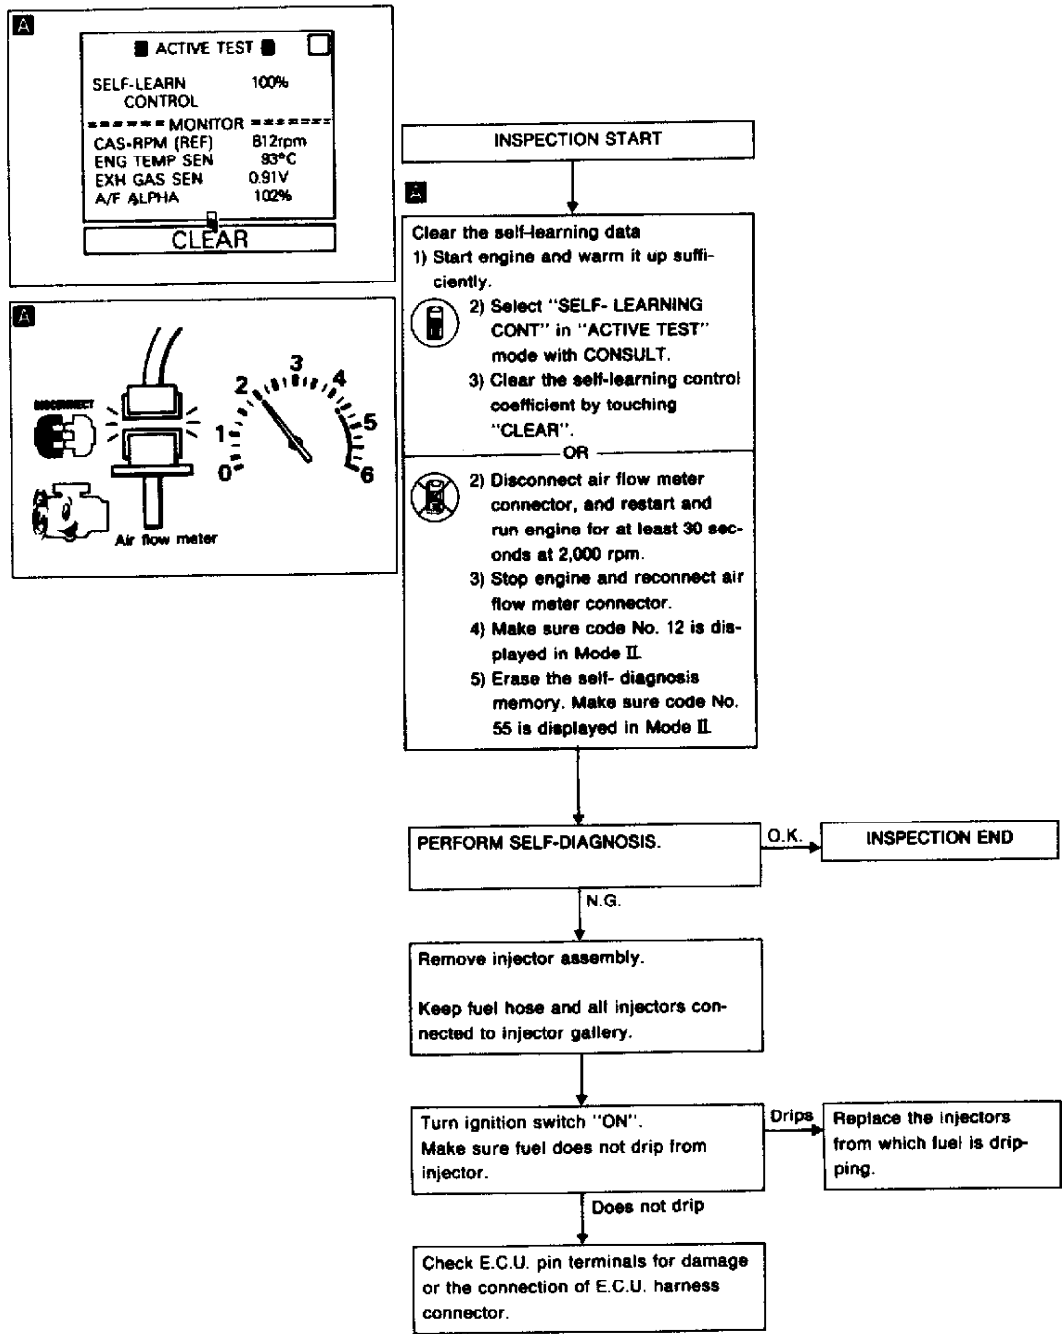 A
ACTIVE TEST
SELF-LEARN 100%
CONTROL
====== MONITOR =======
CAS•RPM (REF) 812rpm
ENG TEMP SEN 93°C
EXH GAS SEN 0.91V
A/F ALPHA 102%
CLEAR
A
DISCONNECT
0 1 2 3 4 5 6
Air flow meter
INSPECTION START
A
Clear the self-learning data
1) Start engine and warm it up suffi-
ciently.
2) Select "SELF- LEARNING
CONT" in "ACTIVE TEST"
mode with CONSULT.
3) Clear the self-learning control
coefficient by touching
"CLEAR".
OR
2) Disconnect air flow meter
connector, and restart and
run engine for at least 30 sec-
onds at 2,000 rpm.
3) Stop engine and reconnect air
flow meter connector.
4) Make sure code No. 12 is dis-
played in Mode II.
5) Erase the self- diagnosis
memory. Make sure code No.
55 is displayed in Mode II.
PERFORM SELF-DIAGNOSIS.
O.K.
INSPECTION END
N.G.
Remove injector assembly.
Keep fuel hose and all injectors con-
nected to injector gallery.
Turn ignition switch "ON".
Make sure fuel does not drip from
injector.
Drips
Replace the injectors
from which fuel is drip-
ping.
Does not drip
Check E.C.U. pin terminals for damage
or the connection of E.C.U. harness
connector.